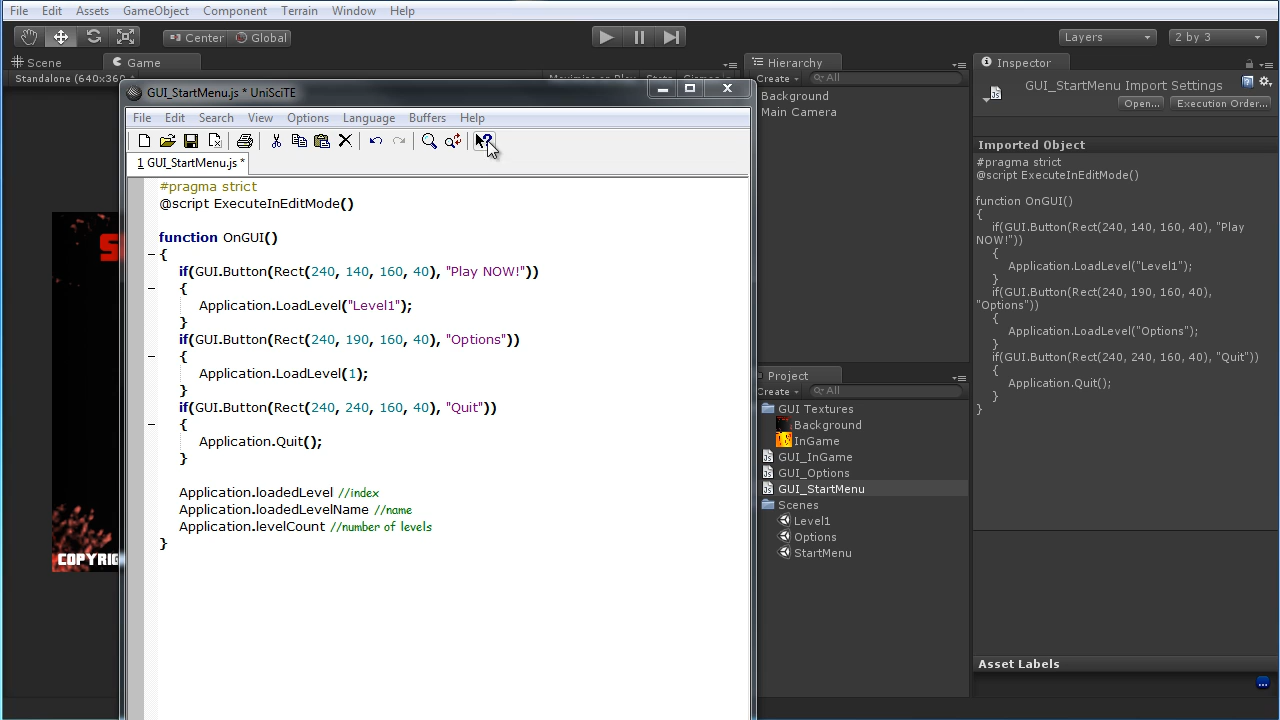 File Edit Assets GameObject Component Terrain Window Help
Center Global Layers 2 by 3
Scene Game Hierarchy Inspector
Standalone (640x360 Create All
GUI_StartMenu.js * UniSciTE
File Edit Search View Options Language Buffers Help
1 GUI_StartMenu.js *
#pragma strict
@script ExecuteInEditMode()
function OnGUI()
{
if(GUI.Button(Rect(240, 140, 160, 40), "Play NOW!"))
{
Application.LoadLevel("Level1");
}
if(GUI.Button(Rect(240, 190, 160, 40), "Options"))
{
Application.LoadLevel(1);
}
if(GUI.Button(Rect(240, 240, 160, 40), "Quit"))
{
Application.Quit();
}
Application.loadedLevel //index
Application.loadedLevelName //name
Application.levelCount //number of levels
}
S
COPYRIG
Background
Main Camera
Project
Create All
GUI Textures
Background
InGame
GUI_InGame
GUI_Options
GUI_StartMenu
Scenes
Level1
Options
StartMenu
GUI_StartMenu Import Settings
Open... Execution Order...
Imported Object
#pragma strict
@script ExecuteInEditMode()
function OnGUI()
{
if(GUI.Button(Rect(240, 140, 160, 40), "Play
NOW!"))
{
Application.LoadLevel("Level1");
}
if(GUI.Button(Rect(240, 190, 160, 40),
"Options"))
{
Application.LoadLevel("Options");
}
if(GUI.Button(Rect(240, 240, 160, 40), "Quit"))
{
Application.Quit();
}
}
Asset Labels